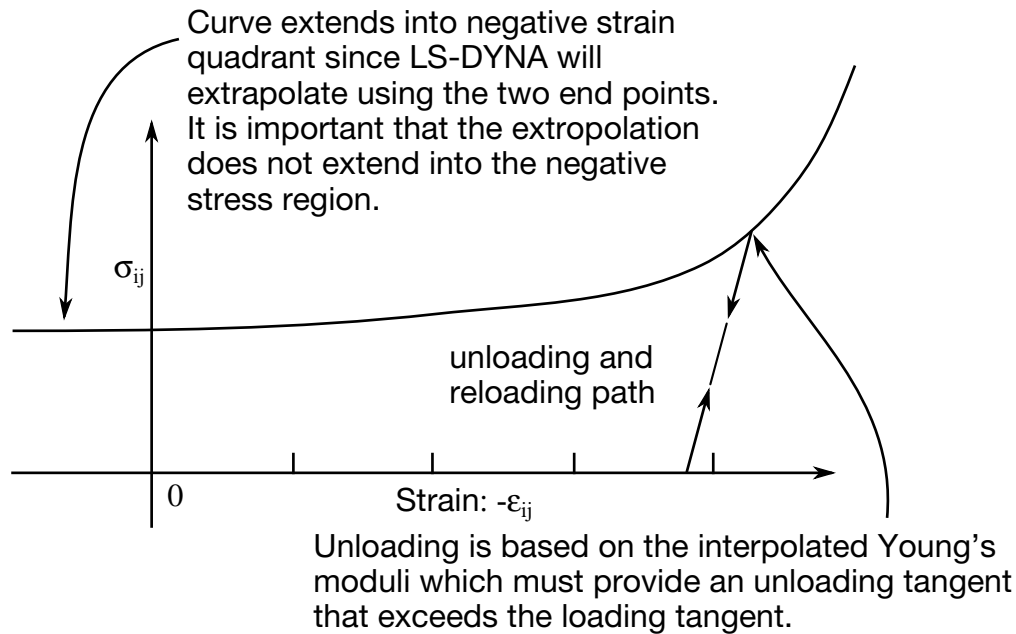 Curve extends into negative strain
quadrant since LS-DYNA will
extrapolate using the two end points.
It is important that the extropolation
does not extend into the negative
stress region.
σij
unloading and
reloading path
0
Strain: -εij
Unloading is based on the interpolated Young's
moduli which must provide an unloading tangent
that exceeds the loading tangent.